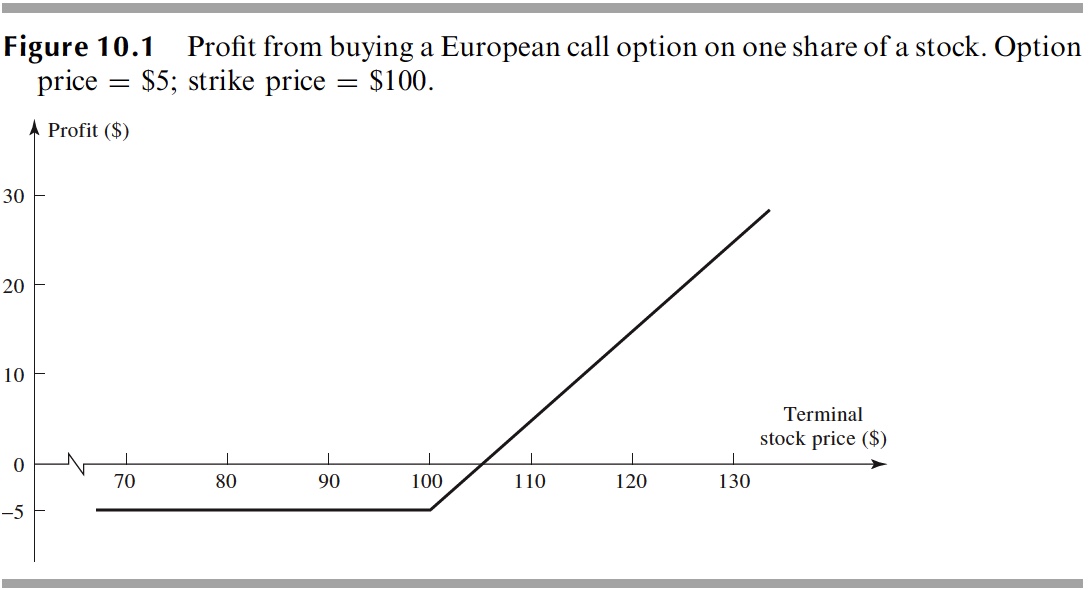 Figure 10.1 Profit from buying a European call option on one share of a stock. Option
price = $5; strike price = $100.
Profit ($)
30
20
10
Terminal
stock price ($)
0
70 80 90 100 110 120 130
–5